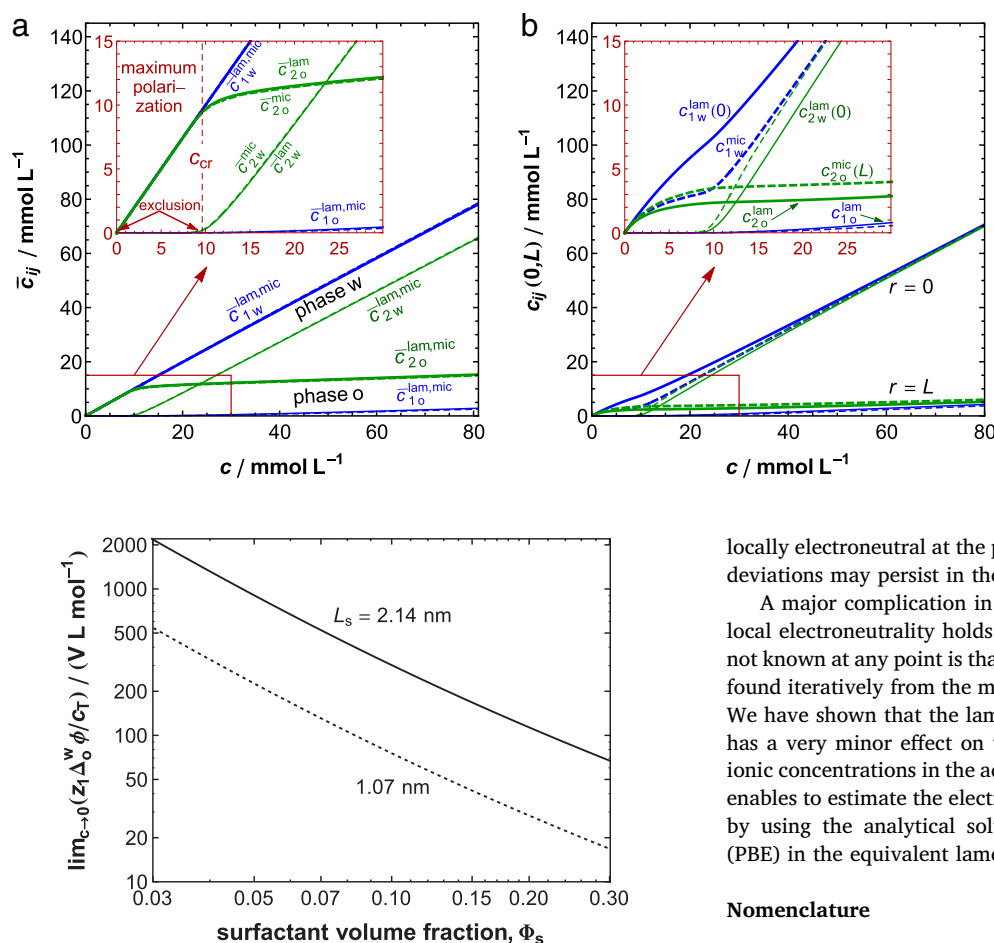 a
140
120
100
80
60
40
20
0
c̄ij / mmol L–1
0
20
40
60
80
c / mmol L–1
15
10
5
0
0
5
10
15
20
25
maximum
polari–
zation
ccr
exclusion
c̄1w lam,mic
c̄2o lam
c̄2o mic
c̄2w mic
c̄2w lam
c̄1o lam,mic
c̄1w lam,mic
phase w
c̄2w lam,mic
c̄2o lam,mic
phase o
c̄1o lam,mic
b
140
120
100
80
60
40
20
0
cij (0,L) / mmol L–1
0
20
40
60
80
c / mmol L–1
15
10
5
0
0
5
10
15
20
25
c1w lam(0)
c1w mic
c2w lam(0)
c2o mic(L)
c2o lam
c1o lam
r = 0
r = L
2000
1000
500
200
100
50
20
10
limc→0(z1Δow ϕ/cT) / (V L mol–1)
Ls = 2.14 nm
1.07 nm
0.03
0.05
0.07
0.10
0.15
0.20
0.30
surfactant volume fraction, Φs
locally electroneutral at the p
deviations may persist in the
A major complication in
local electroneutrality holds
not known at any point is tha
found iteratively from the m
We have shown that the lam
has a very minor effect on
ionic concentrations in the ac
enables to estimate the electr
by using the analytical solu
(PBE) in the equivalent lame
Nomenclature